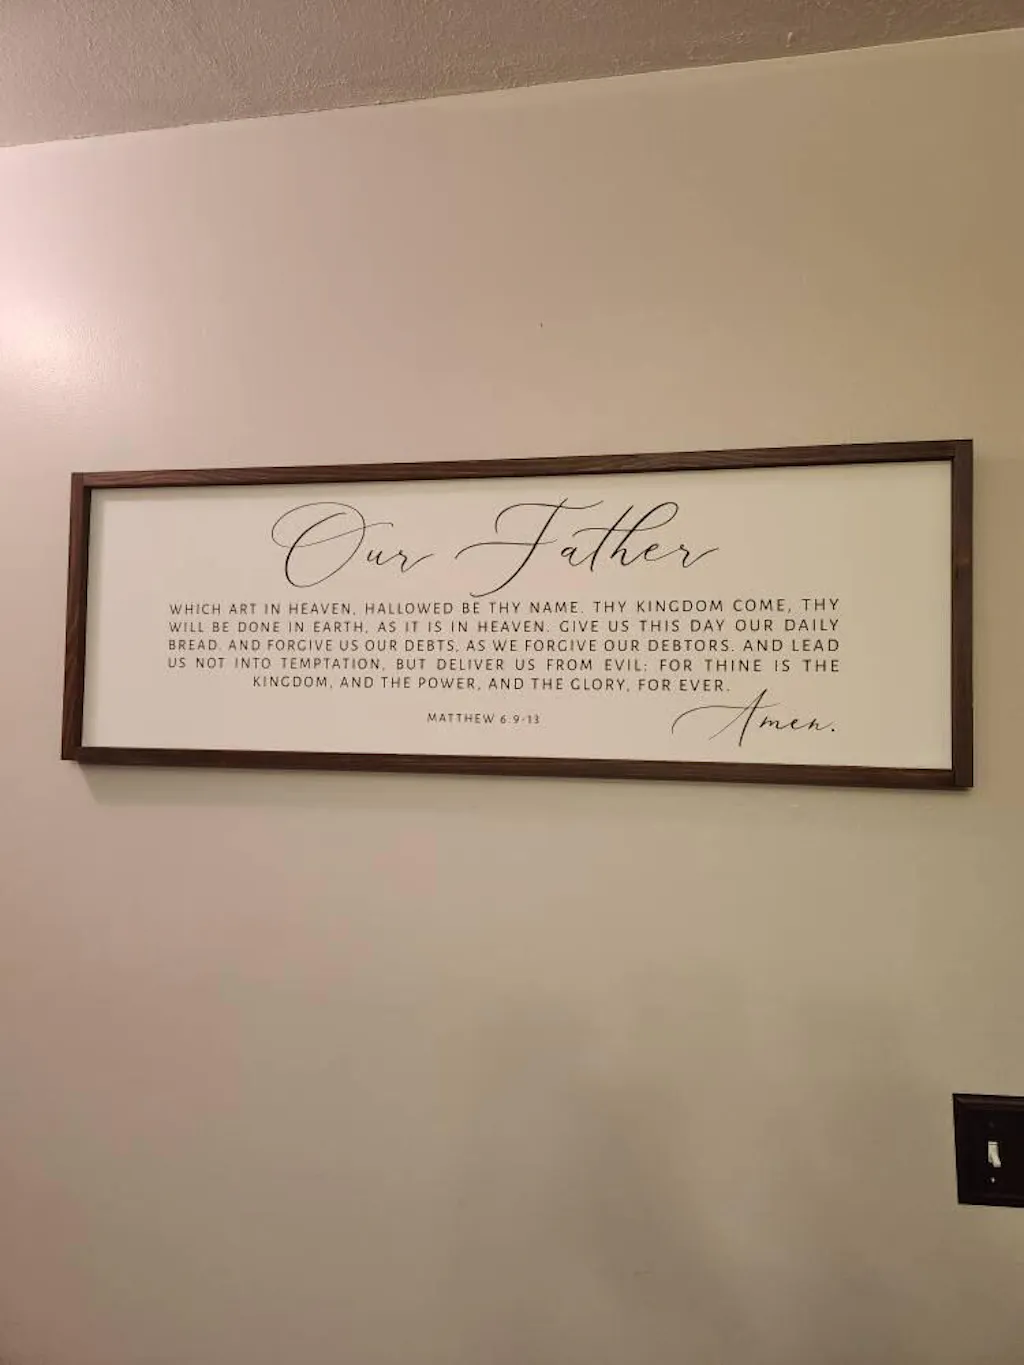 Our Father
WHICH ART IN HEAVEN, HALLOWED BE THY NAME. THY KINGDOM COME, THY
WILL BE DONE IN EARTH, AS IT IS IN HEAVEN. GIVE US THIS DAY OUR DAILY
BREAD. AND FORGIVE US OUR DEBTS, AS WE FORGIVE OUR DEBTORS. AND LEAD
US NOT INTO TEMPTATION, BUT DELIVER US FROM EVIL: FOR THINE IS THE
KINGDOM, AND THE POWER, AND THE GLORY, FOR EVER.
MATTHEW 6:9-13
Amen.